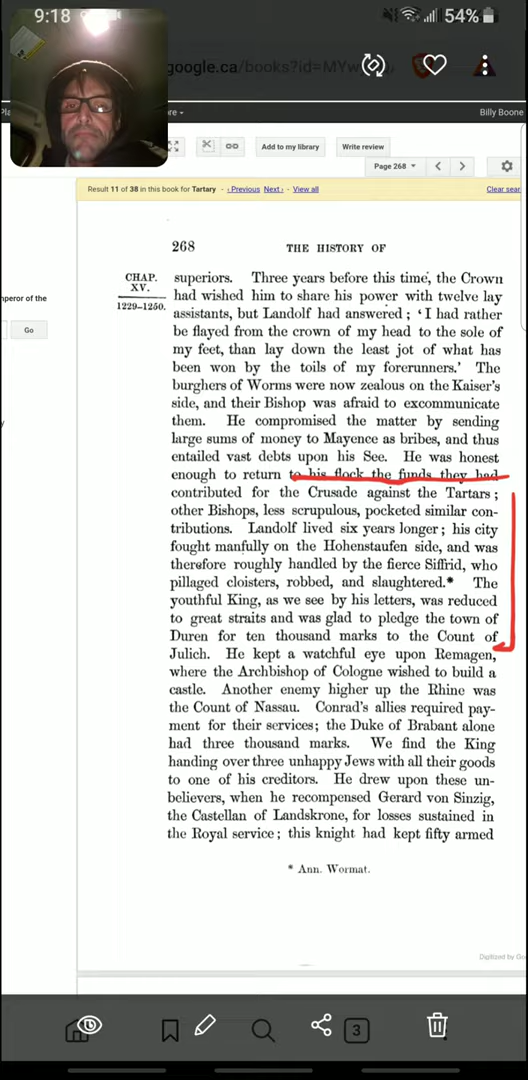 9:18
54%
google.ca/books?id=MYw
Pla
ore
Billy Boone
Add to my library
Write review
Page 268
Result 11 of 38 in this book for Tartary - ‹ Previous Next › - View all
Clear sear
268
THE HISTORY OF
CHAP.
XV.
1229–1250.
superiors. Three years before this time, the Crown
had wished him to share his power with twelve lay
assistants, but Landolf had answered; ‘I had rather
be flayed from the crown of my head to the sole of
my feet, than lay down the least jot of what has
been won by the toils of my forerunners.’ The
burghers of Worms were now zealous on the Kaiser's
side, and their Bishop was afraid to excommunicate
them. He compromised the matter by sending
large sums of money to Mayence as bribes, and thus
entailed vast debts upon his See. He was honest
enough to return to his flock the funds they had
contributed for the Crusade against the Tartars;
other Bishops, less scrupulous, pocketed similar con-
tributions. Landolf lived six years longer; his city
fought manfully on the Hohenstaufen side, and was
therefore roughly handled by the fierce Siffrid, who
pillaged cloisters, robbed, and slaughtered.* The
youthful King, as we see by his letters, was reduced
to great straits and was glad to pledge the town of
Duren for ten thousand marks to the Count of
Julich. He kept a watchful eye upon Remagen,
where the Archbishop of Cologne wished to build a
castle. Another enemy higher up the Rhine was
the Count of Nassau. Conrad's allies required pay-
ment for their services; the Duke of Brabant alone
had three thousand marks. We find the King
handing over three unhappy Jews with all their goods
to one of his creditors. He drew upon these un-
believers, when he recompensed Gerard von Sinzig,
the Castellan of Landskrone, for losses sustained in
the Royal service; this knight had kept fifty armed
* Ann. Wormat.
mperor of the
Go
y
Digitized by Go
3